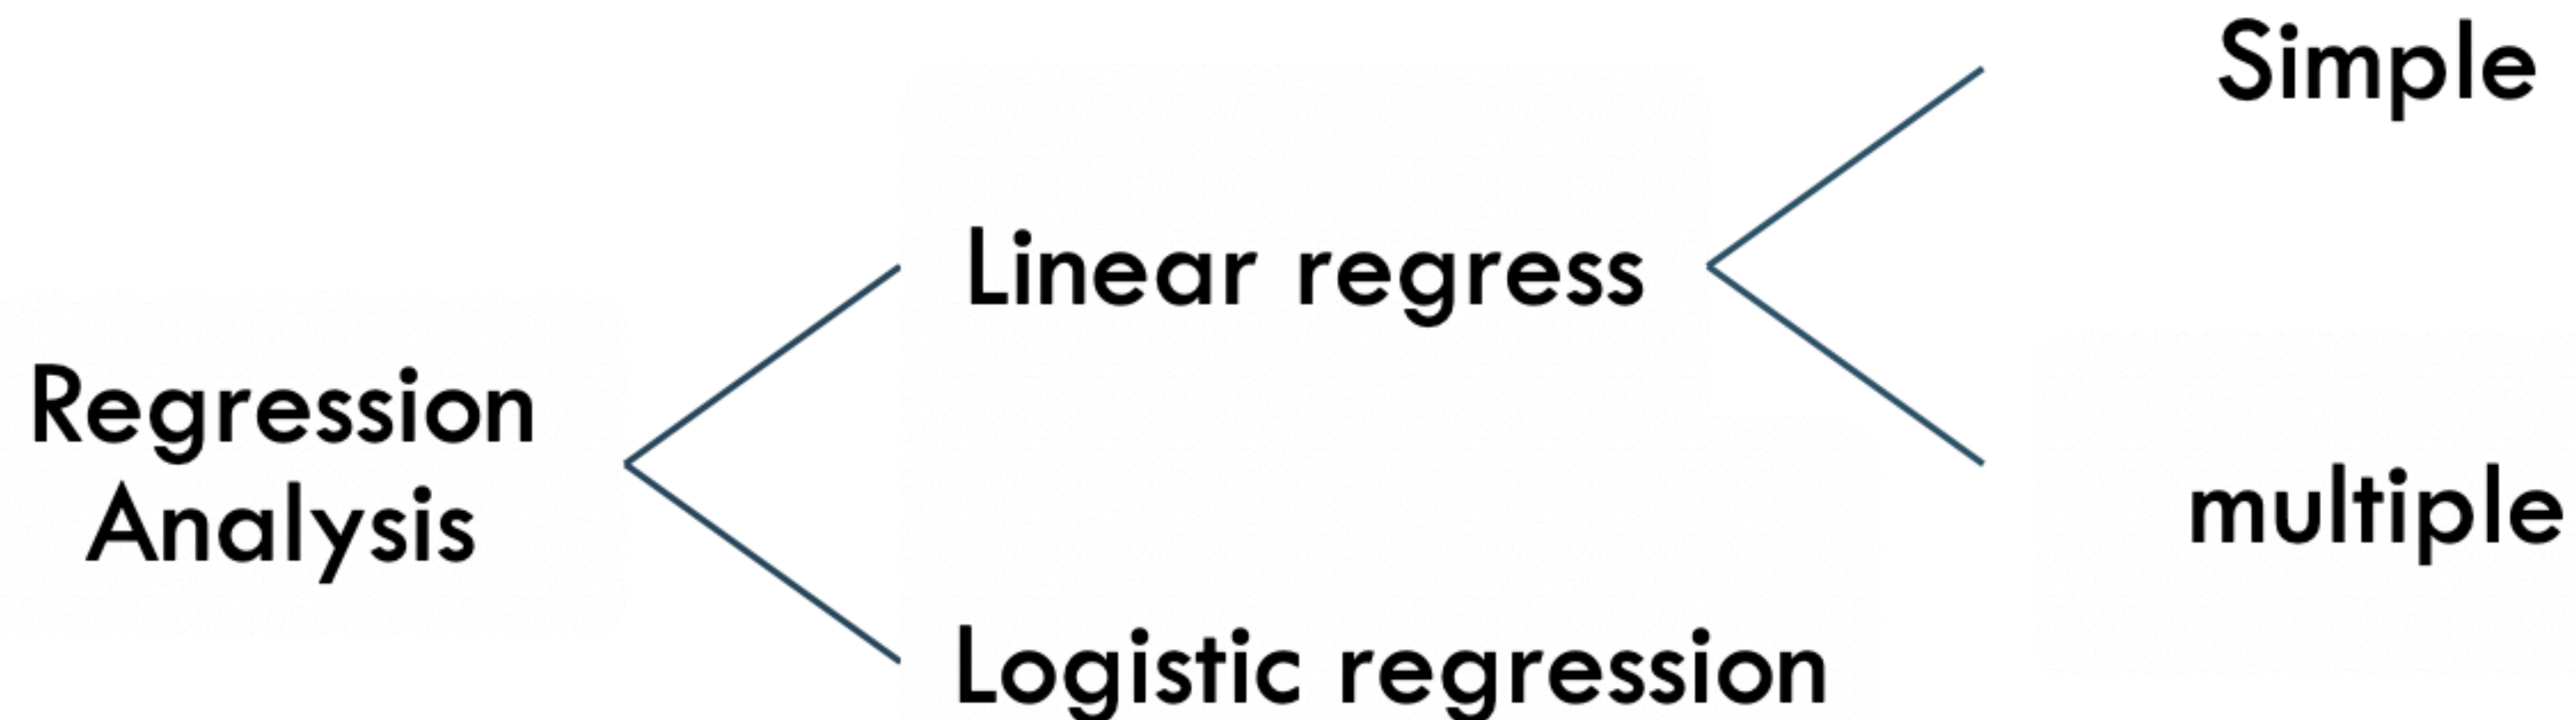 Simple
Linear regress
Regression
Analysis
multiple
Logistic regression